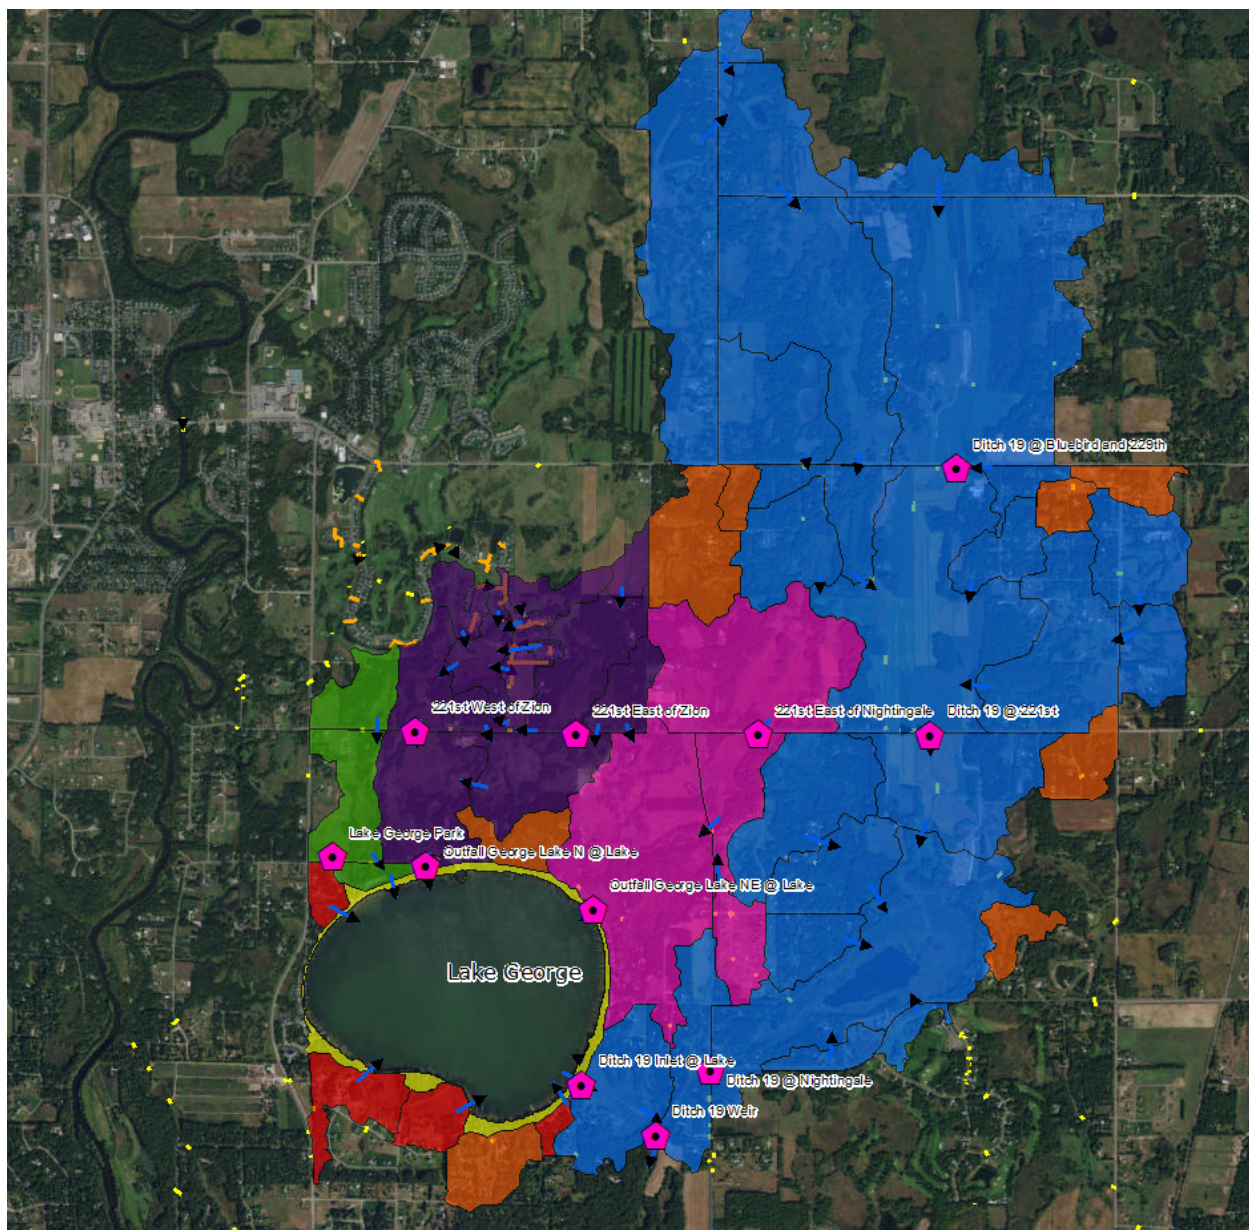 Ditch 19 @ Bluebird and 229th
221st West of Zion
221st East of Zion
221st East of Nightingale
Ditch 19 @ 221st
Lake George Park
Outfall George Lake N @ Lake
Outfall George Lake NE @ Lake
Lake George
Ditch 19 Inlet @ Lake
Ditch 19 @ Nightingale
Ditch 19 Weir